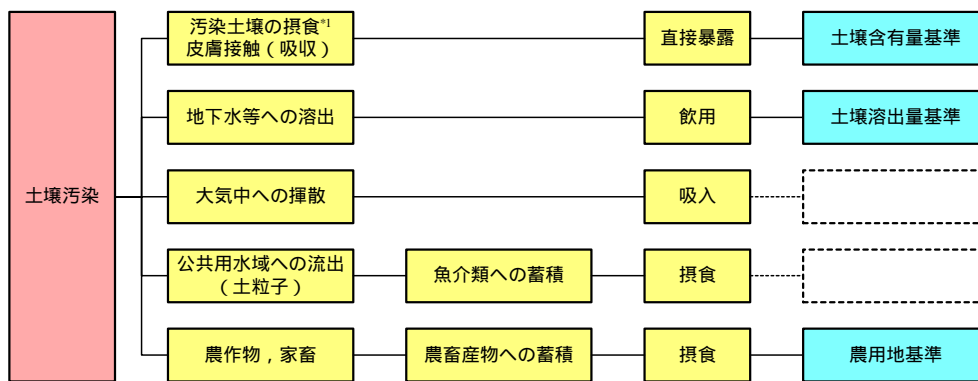 汚染土壌の摂食*1
皮膚接触(吸収)
直接暴露
土壌含有量基準
地下水等への溶出
飲用
土壌溶出量基準
土壌汚染
大気中への揮散
吸入
公共用水域への流出
(土粒子)
魚介類への蓄積
摂食
農作物,家畜
農畜産物への蓄積
摂食
農用地基準